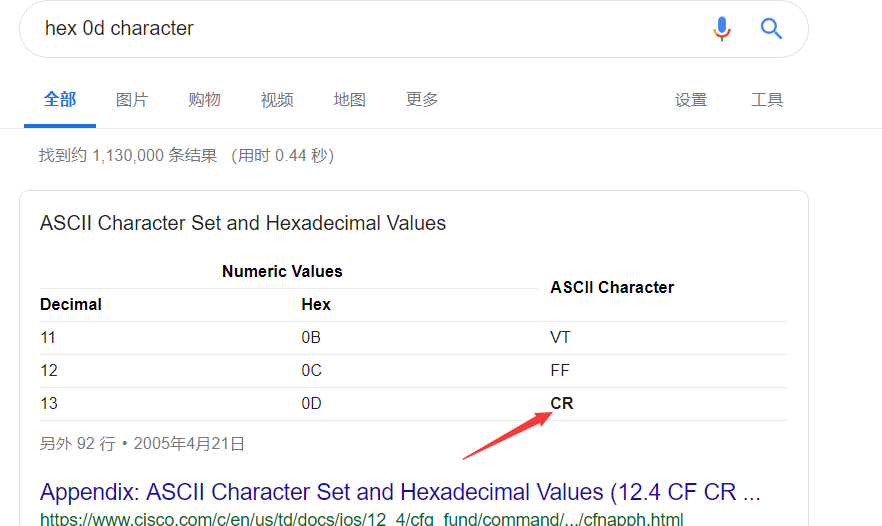 hex 0d character
全部 图片 购物 视频 地图 更多 设置 工具
找到约 1,130,000 条结果 （用时 0.44 秒）
ASCII Character Set and Hexadecimal Values
Numeric Values
ASCII Character
Decimal Hex
11 0B VT
12 0C FF
13 0D CR
另外 92 行 • 2005年4月21日
Appendix: ASCII Character Set and Hexadecimal Values (12.4 CF CR ...
https://www.cisco.com/c/en/us/td/docs/ios/12_4/cfg_fund/command/.../cfnapph.html